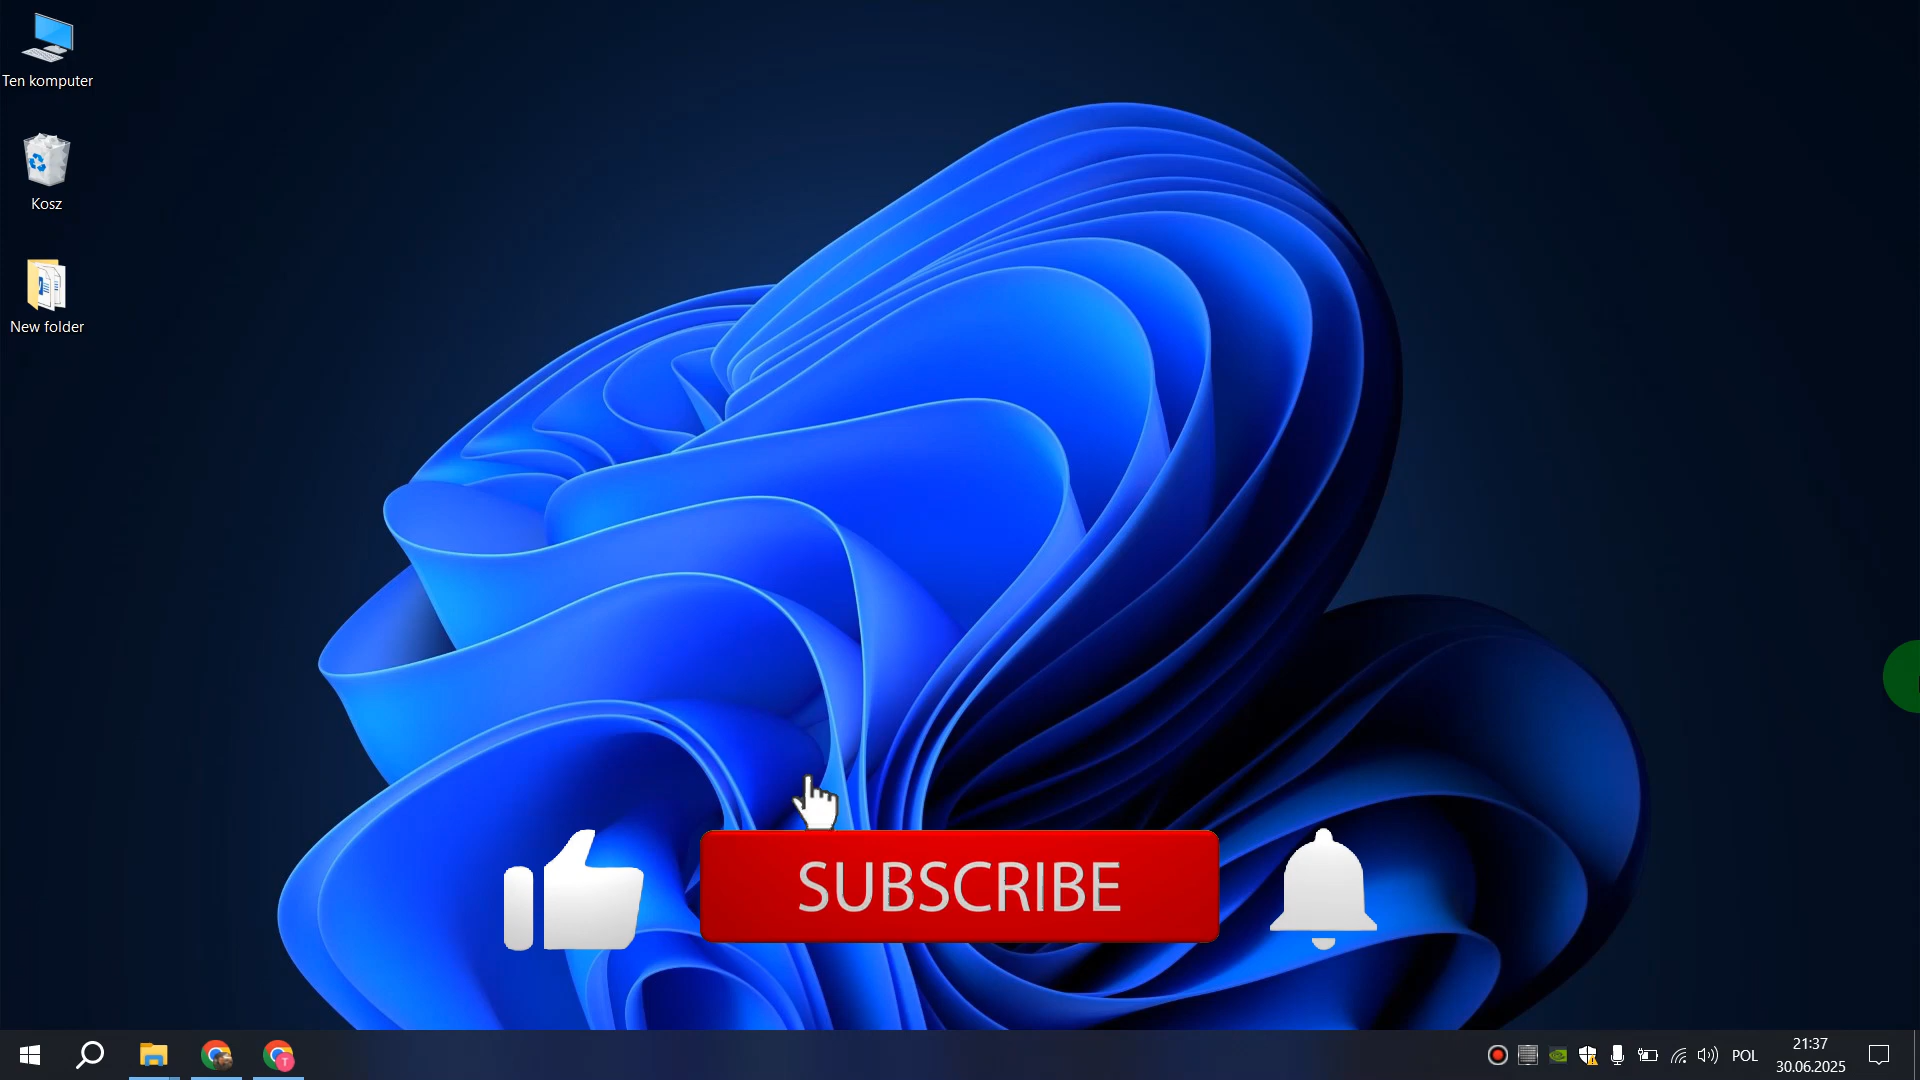 Ten komputer
Kosz
New folder
SUBSCRIBE
T
POL
21:37
30.06.2025